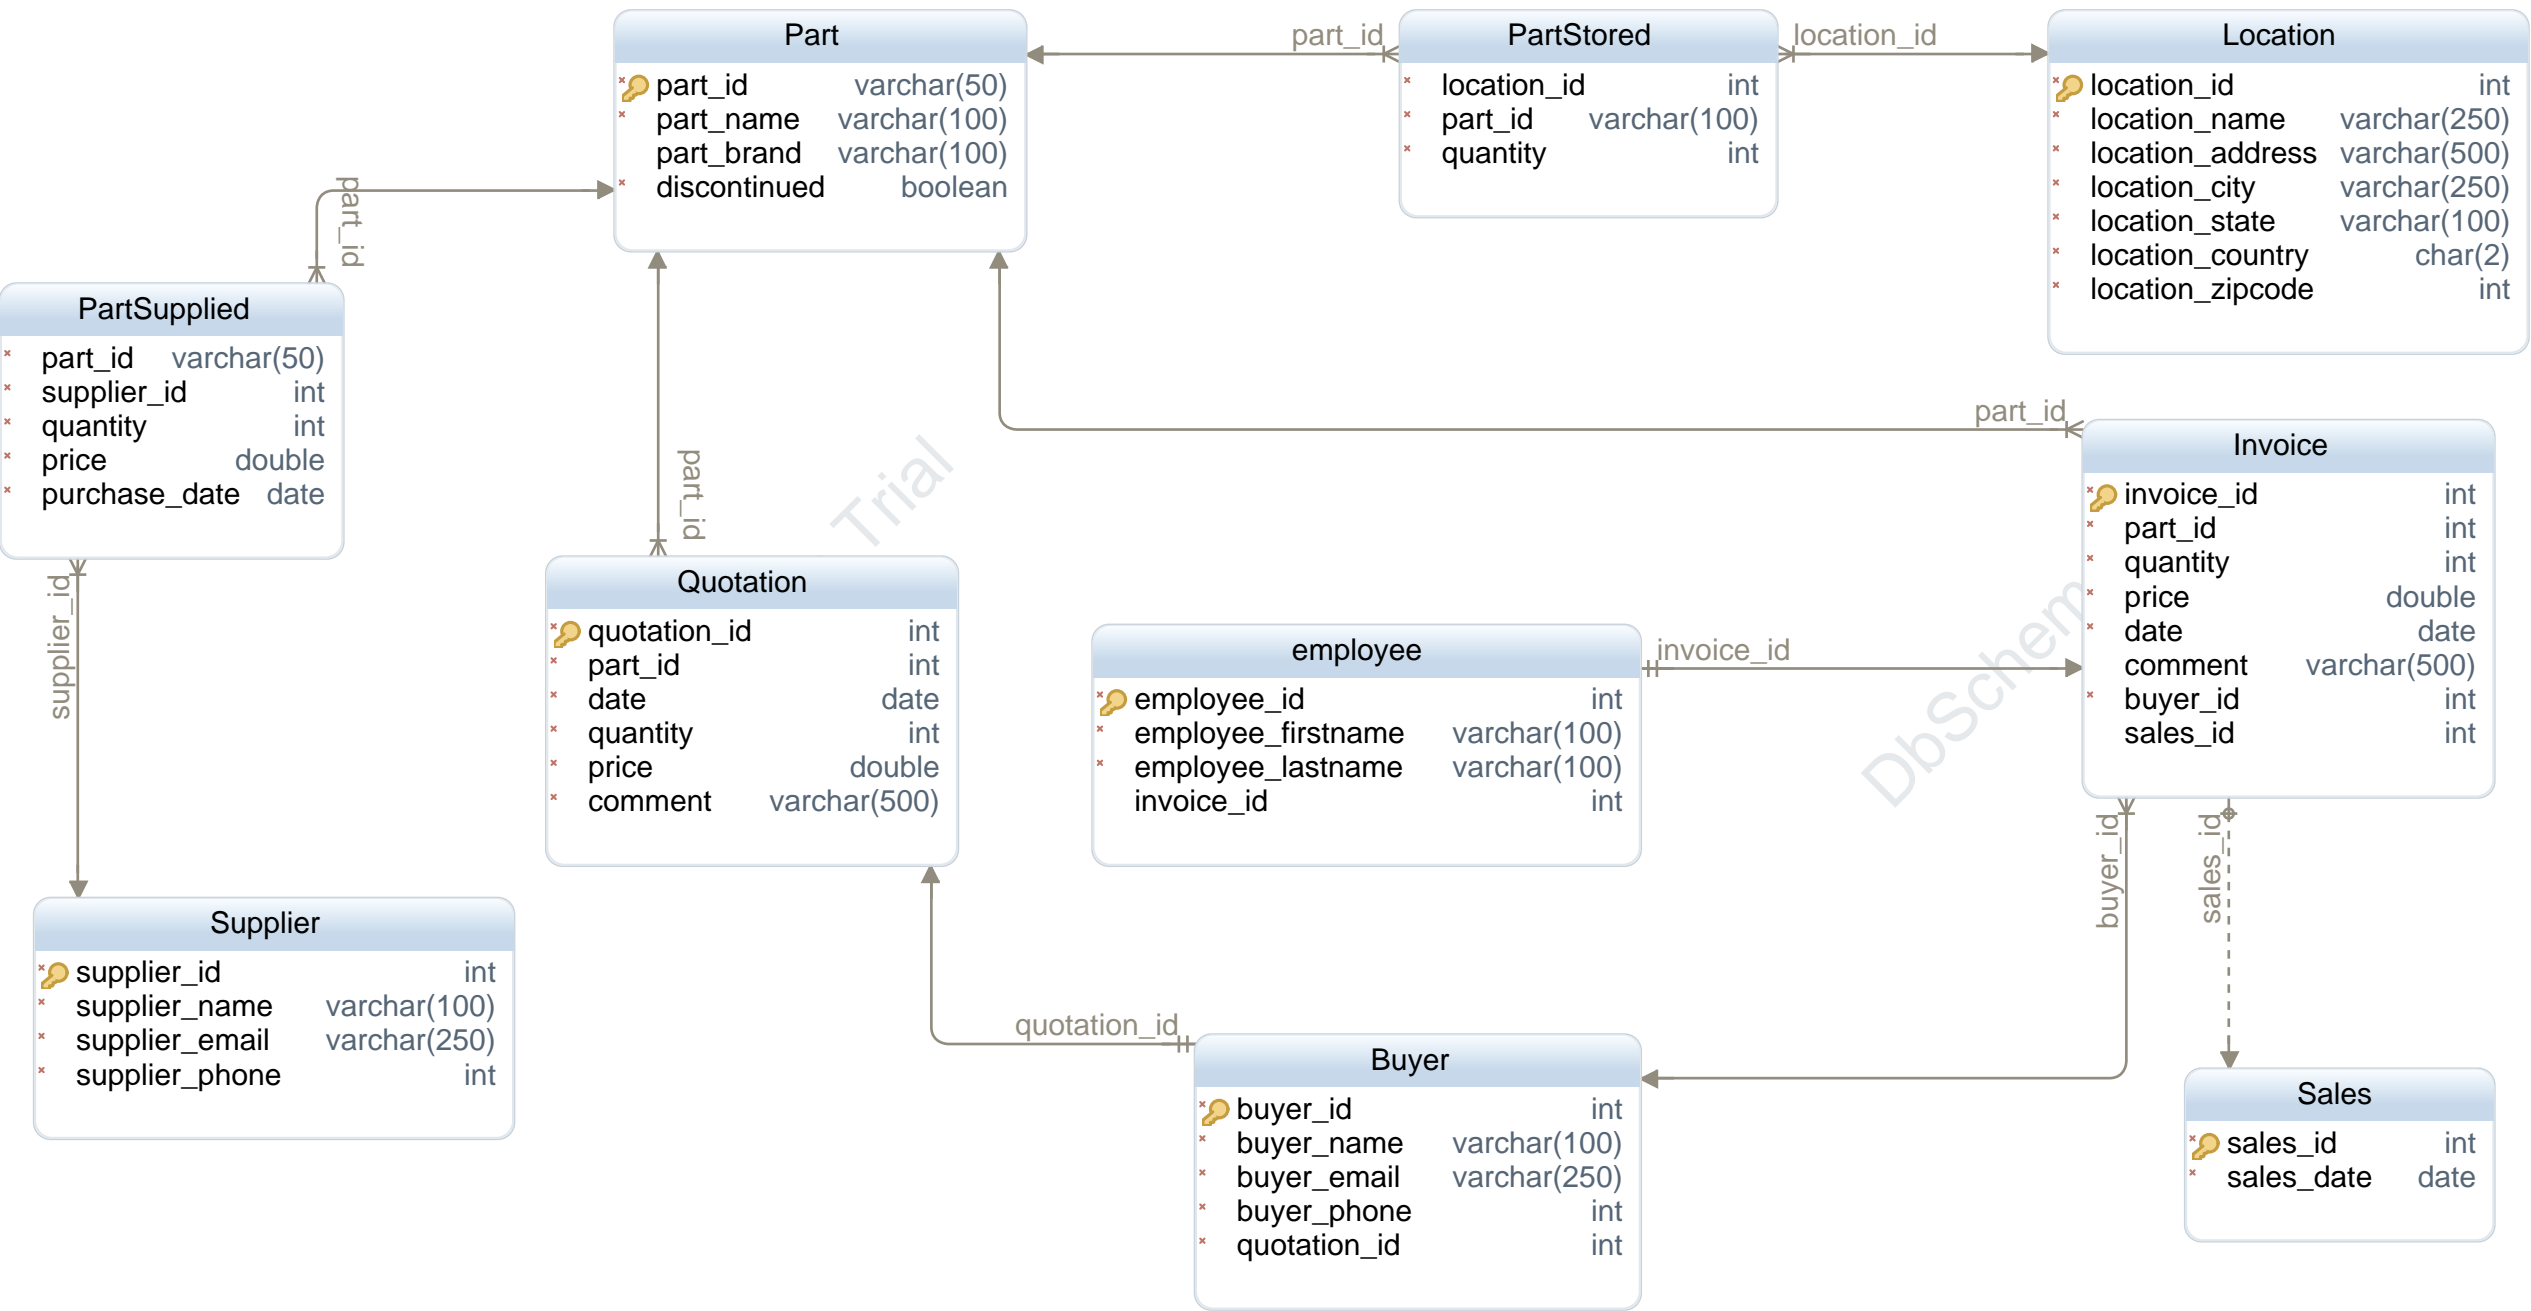 Part
part_id varchar(50)
part_name varchar(100)
part_brand varchar(100)
discontinued boolean
part_id
PartStored
location_id int
part_id varchar(100)
quantity int
location_id
Location
location_id int
location_name varchar(250)
location_address varchar(500)
location_city varchar(250)
location_state varchar(100)
location_country char(2)
location_zipcode int
part_id
PartSupplied
part_id varchar(50)
supplier_id int
quantity int
price double
purchase_date date
supplier_id
part_id
Trial
part_id
Invoice
invoice_id int
part_id int
quantity int
price double
date date
comment varchar(500)
buyer_id int
sales_id int
Quotation
quotation_id int
part_id int
date date
quantity int
price double
comment varchar(500)
employee
employee_id int
employee_firstname varchar(100)
employee_lastname varchar(100)
invoice_id int
invoice_id
DbSchem
buyer_id
sales_id
Supplier
supplier_id int
supplier_name varchar(100)
supplier_email varchar(250)
supplier_phone int
quotation_id
Buyer
buyer_id int
buyer_name varchar(100)
buyer_email varchar(250)
buyer_phone int
quotation_id int
Sales
sales_id int
sales_date date